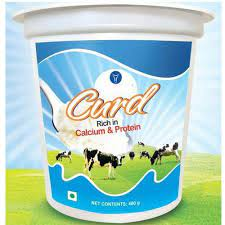 Curd
Rich in
Calcium & Protein
NET CONTENTS: 400 g